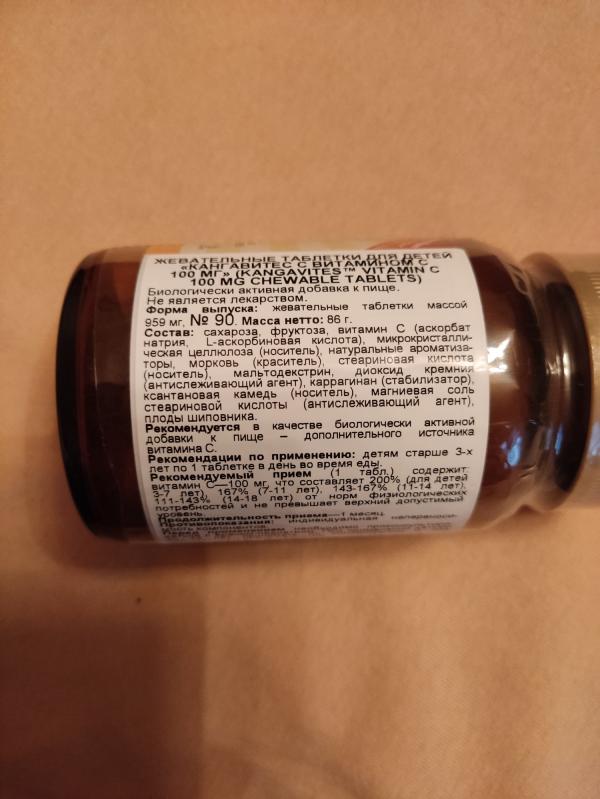 ЖЕВАТЕЛЬНЫЕ ТАБЛЕТКИ ДЛЯ ДЕТЕЙ
«КАНГАВИТЕС С ВИТАМИНОМ С
100 МГ» (KANGAVITES™ VITAMIN C
100 MG CHEWABLE TABLETS)
Биологически активная добавка к пище.
Не является лекарством.
Форма выпуска: жевательные таблетки массой
959 мг, № 90. Масса нетто: 86 г.
Состав: сахароза, фруктоза, витамин С (аскорбат
натрия, L-аскорбиновая кислота), микрокристалли-
ческая целлюлоза (носитель), натуральные ароматиза-
торы, морковь (краситель), стеариновая кислота
(носитель), мальтодекстрин, диоксид кремния
(антислеживающий агент), каррагинан (стабилизатор),
ксантановая камедь (носитель), магниевая соль
стеариновой кислоты (антислеживающий агент),
плоды шиповника.
Рекомендуется в качестве биологически активной
добавки к пище – дополнительного источника
витамина С.
Рекомендации по применению: детям старше 3-х
лет по 1 таблетке в день во время еды.
Рекомендуемый прием (1 табл.) содержит:
витамин С—100 мг, что составляет 200% (для детей
3-7 лет), 167% (7-11 лет), 143-167% (11-14 лет),
111-143% (14-18 лет) от норм физиологических
потребностей и не превышает верхний допустимый
уровень.
Продолжительность приема—1 месяц.
Противопоказания: индивидуальная непереноси-
мость компонентов.